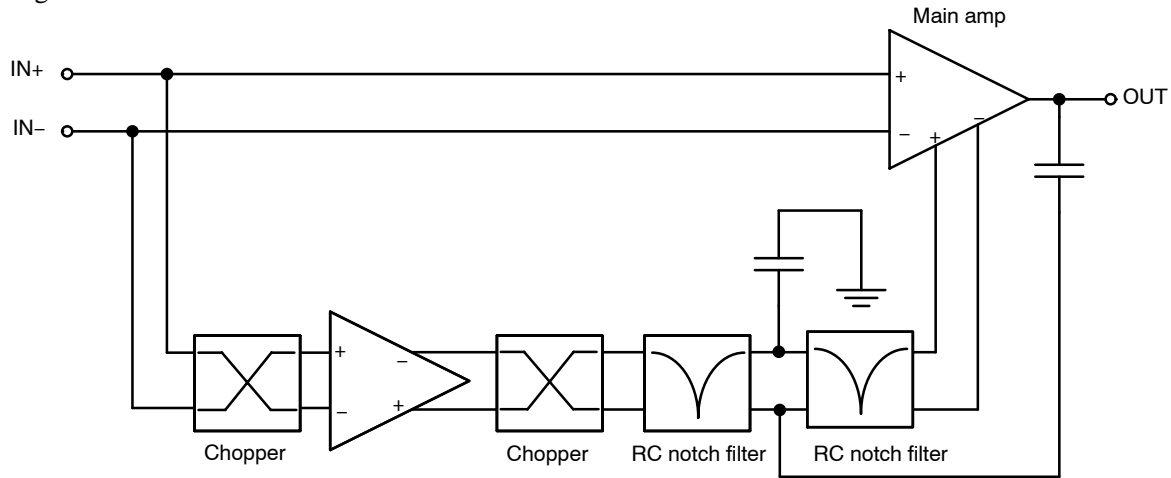 Main amp
IN+
IN−
OUT
+
−
+
−
+
−
−
+
Chopper
Chopper
RC notch filter
RC notch filter